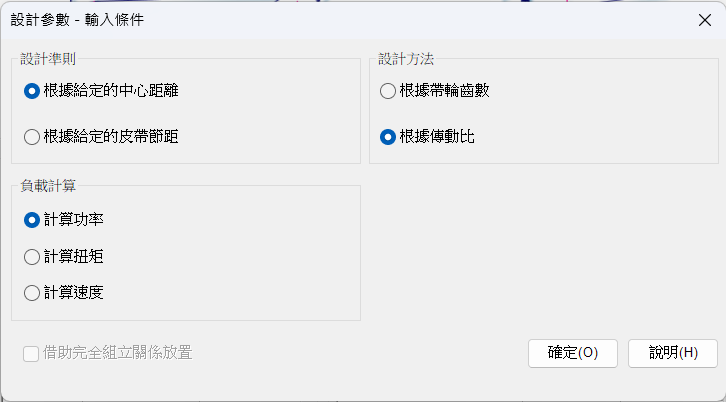 設計參數 - 輸入條件
設計準則
根據給定的中心距離
根據給定的皮帶節距
設計方法
根據帶輪齒數
根據傳動比
負載計算
計算功率
計算扭矩
計算速度
借助完全組立關係放置
確定(O)
說明(H)